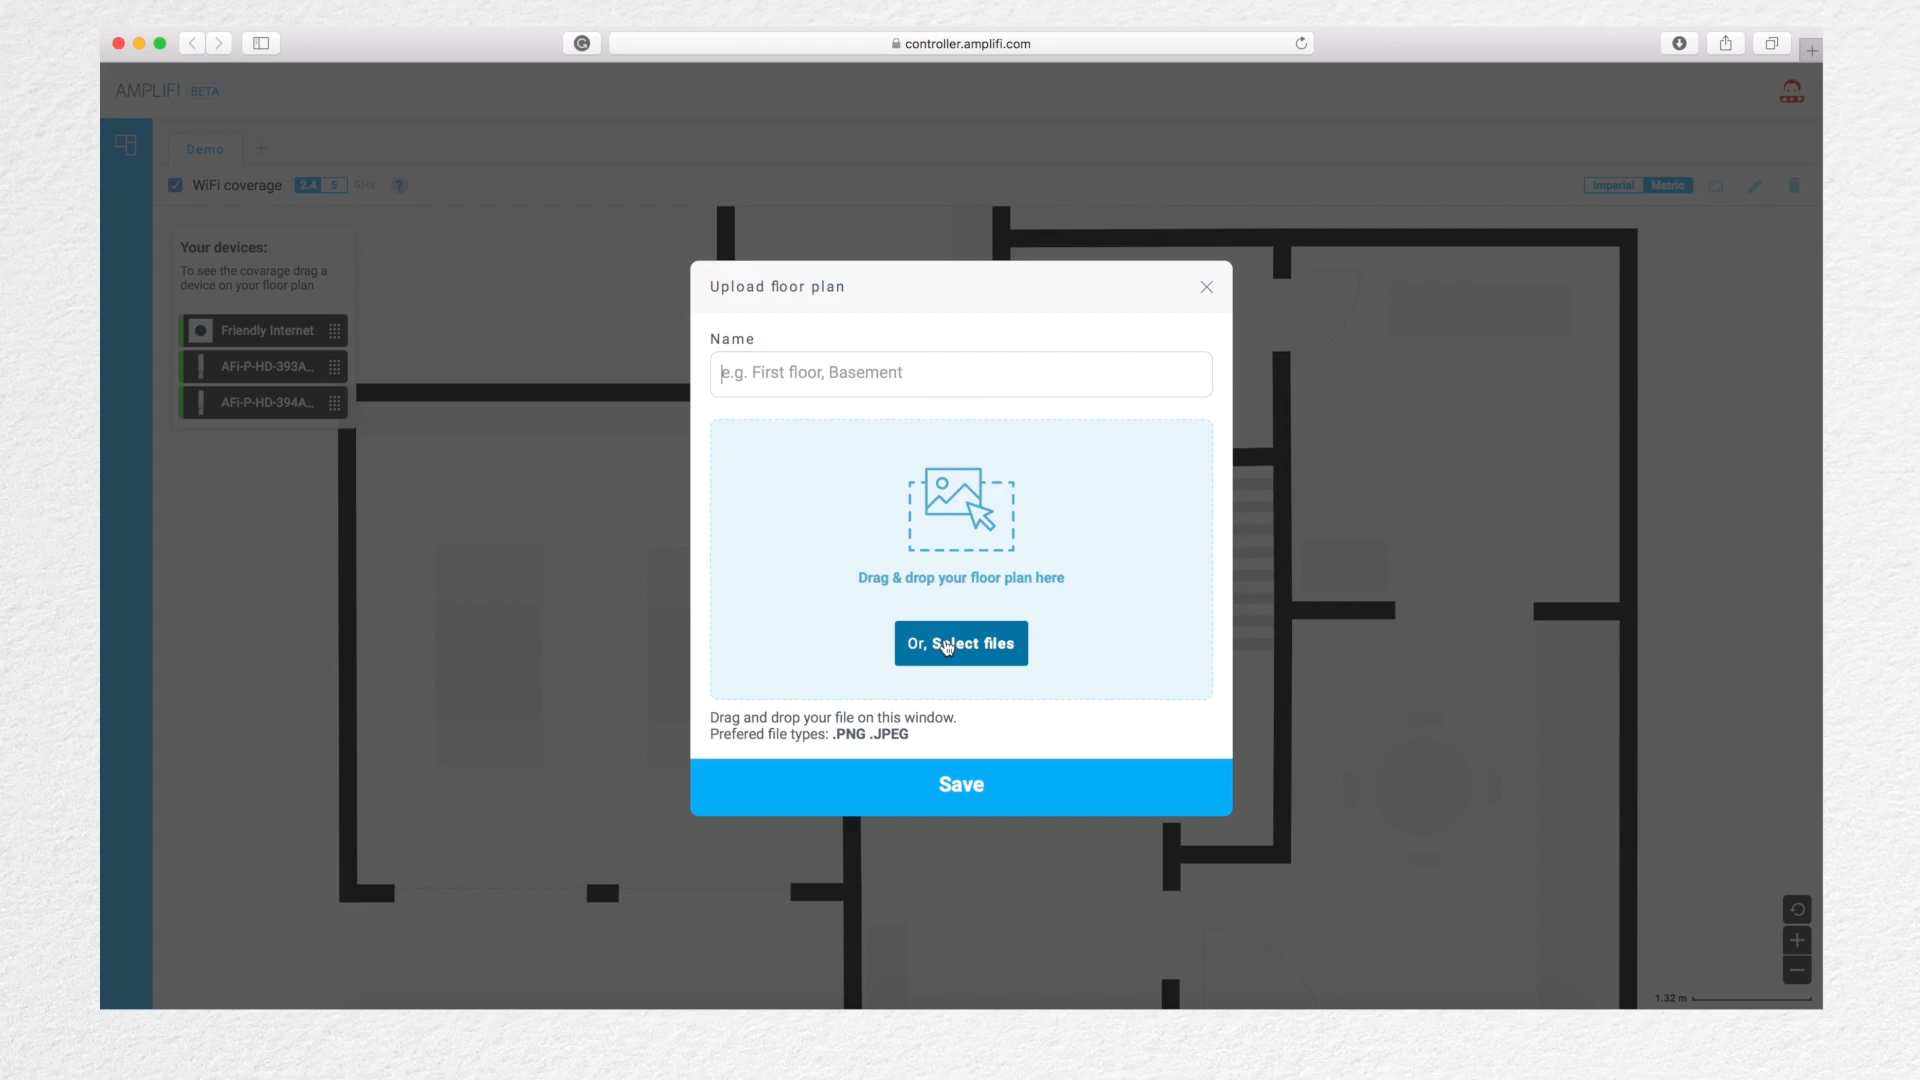 controller.amplifi.com
AMPLIFI BETA
Demo +
WiFi coverage 2.4 5 GHz ?
Imperial Metric
Your devices:
To see the covarage drag a
device on your floor plan
Friendly Internet
AFi-P-HD-393A...
AFi-P-HD-394A...
Upload floor plan
Name
e.g. First floor, Basement
Drag & drop your floor plan here
Or, Select files
Drag and drop your file on this window.
Prefered file types: .PNG .JPEG
Save
1.32 m